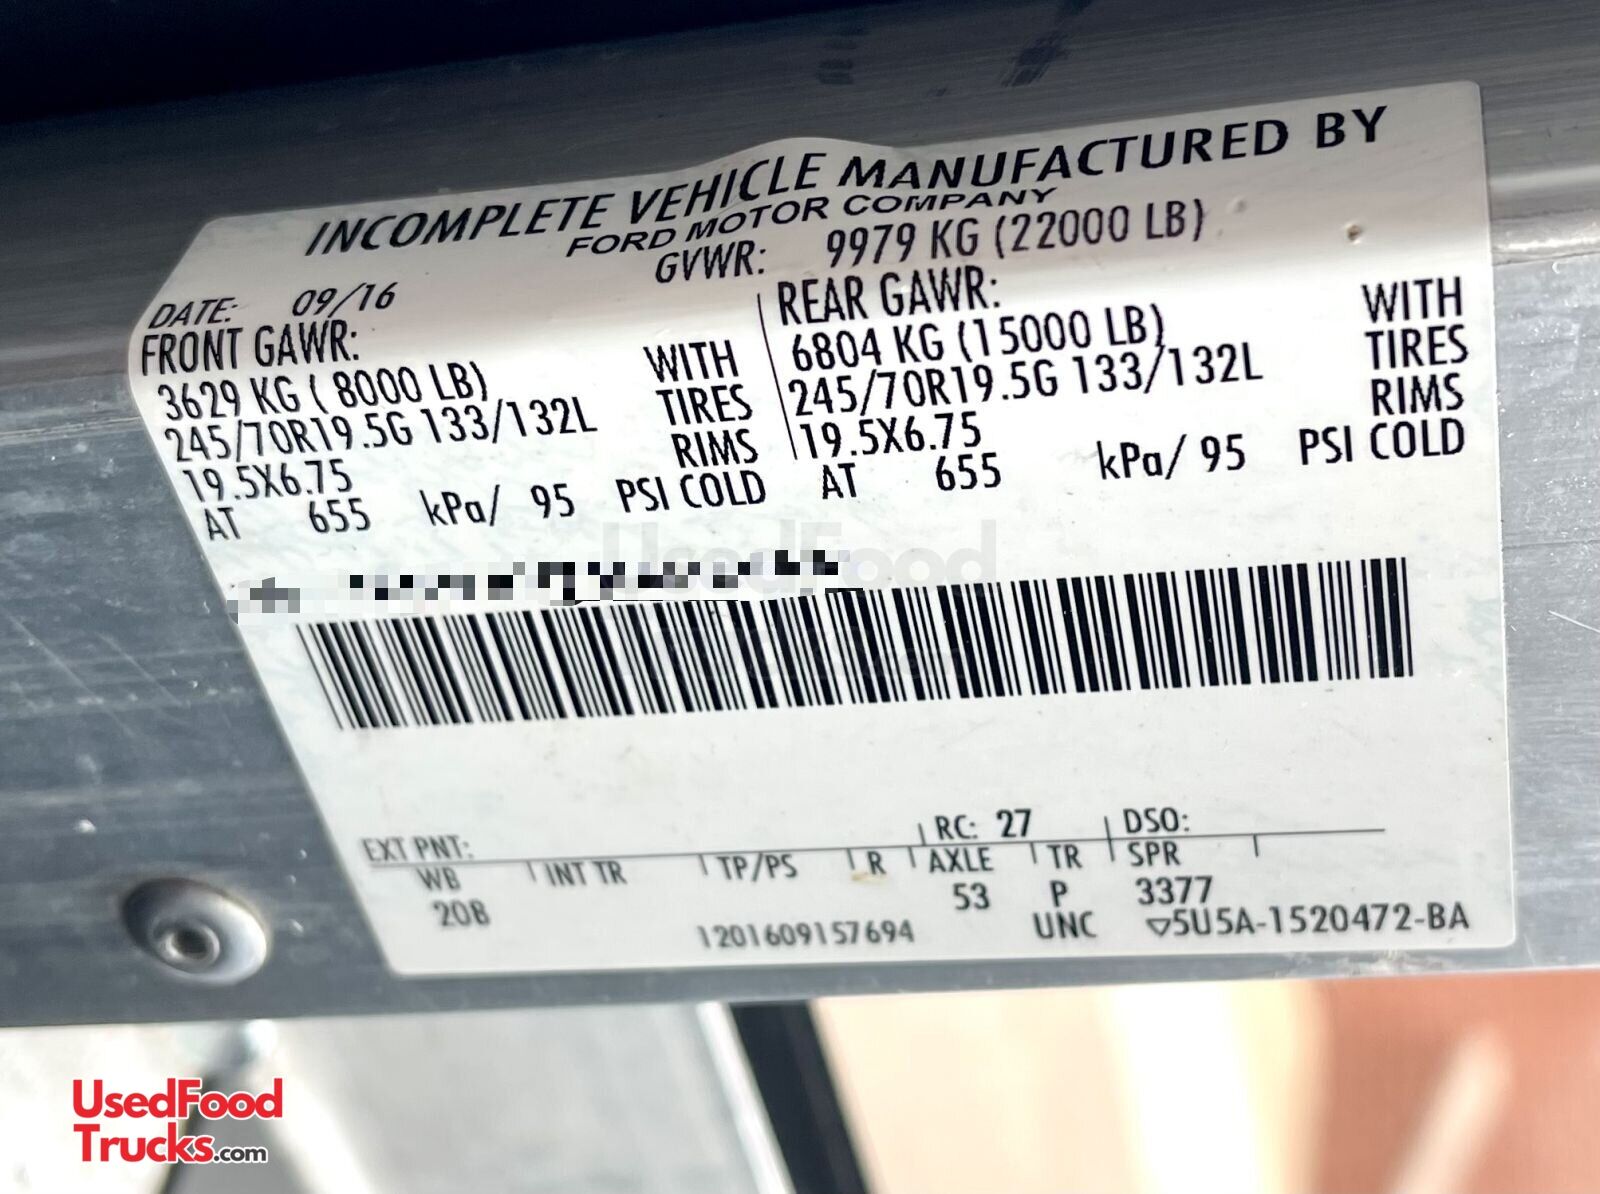 INCOMPLETE VEHICLE MANUFACTURED BY
FORD MOTOR COMPANY
DATE: 09/16 GVWR: 9979 KG (22000 LB)
FRONT GAWR:
3629 KG ( 8000 LB) WITH
245/70R19.5G 133/132L TIRES
19.5X6.75 RIMS
AT 655 kPa/ 95 PSI COLD
REAR GAWR:
6804 KG (15000 LB) WITH
245/70R19.5G 133/132L TIRES
19.5X6.75 RIMS
AT 655 kPa/ 95 PSI COLD
UsedFood
Trucks.com
EXT PNT: RC: 27 DSO:
WB INT TR TP/PS R AXLE TR SPR
20B 53 P 3377
1201609157694 UNC ▽5U5A-1520472-BA
UsedFood
Trucks.com